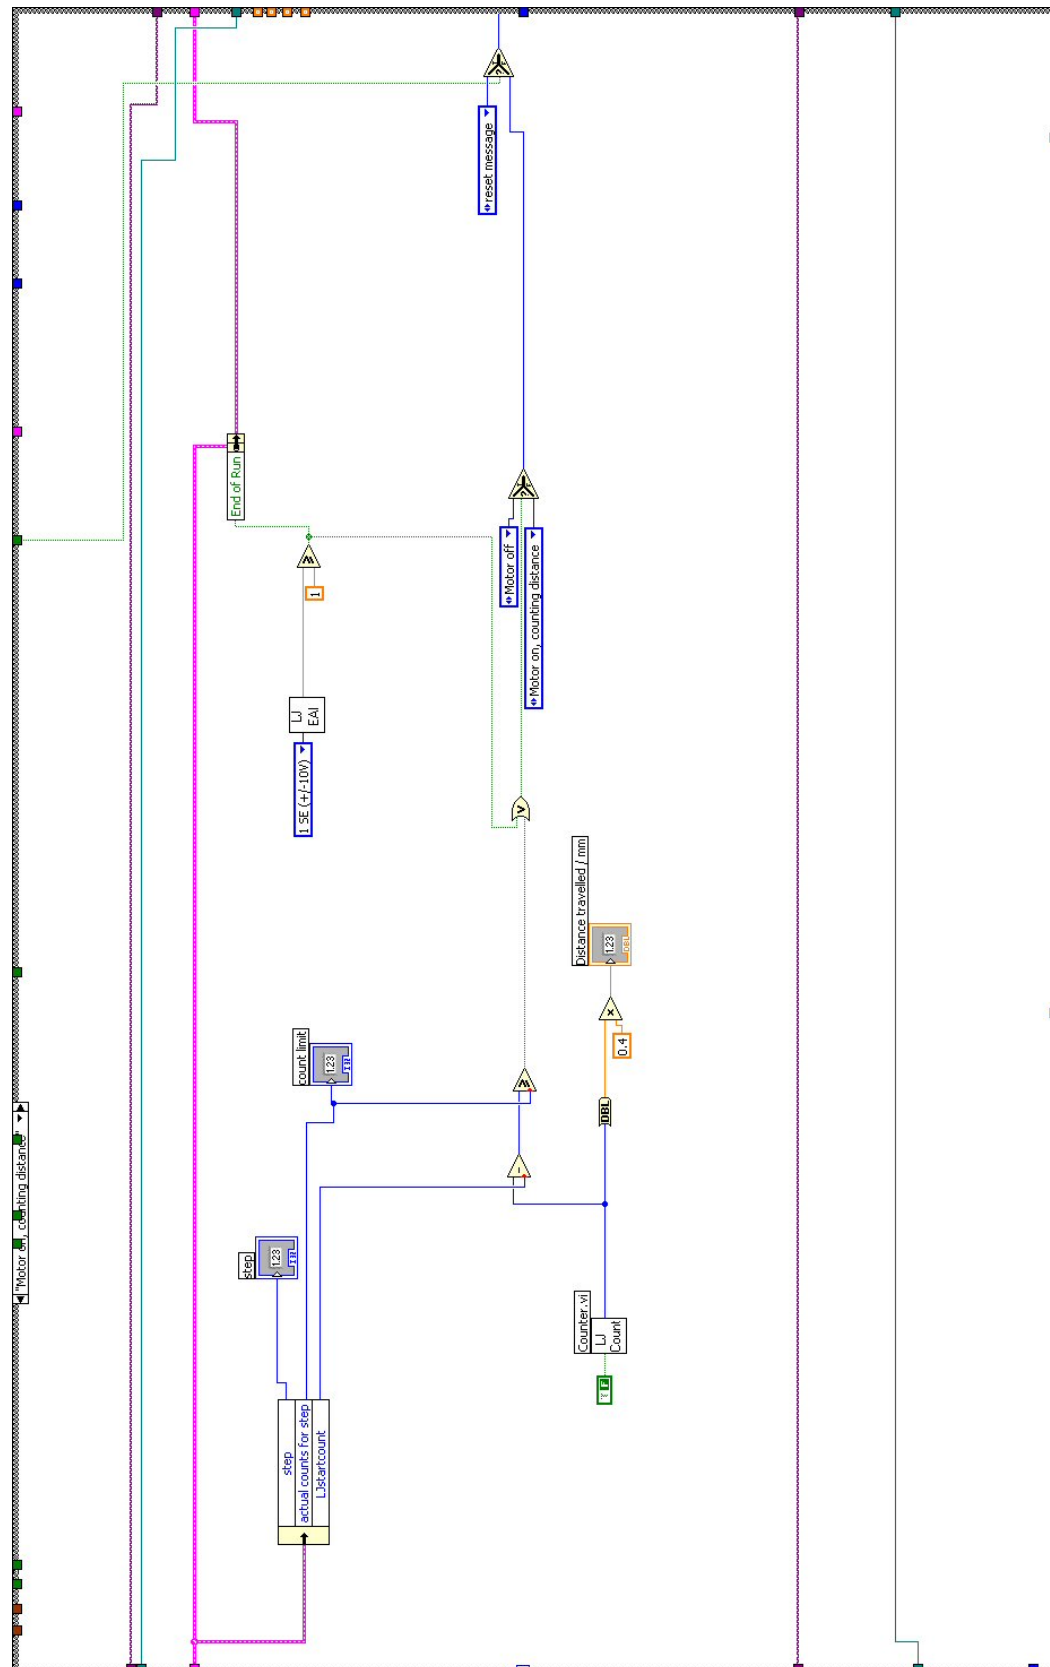 "Motor on, counting distance"
step
actual counts for step
LJstartcount
step
1.23
I32
count limit
1.23
I32
Counter.vi
LJ
Count
T F
DBL
0.4
x
-
Distance travelled / mm
1.23
DBL
1 SE (+/-10V)
LJ
EAI
1
V
End of Run
Motor off
Motor on, counting distance
? T F
reset message
? T F